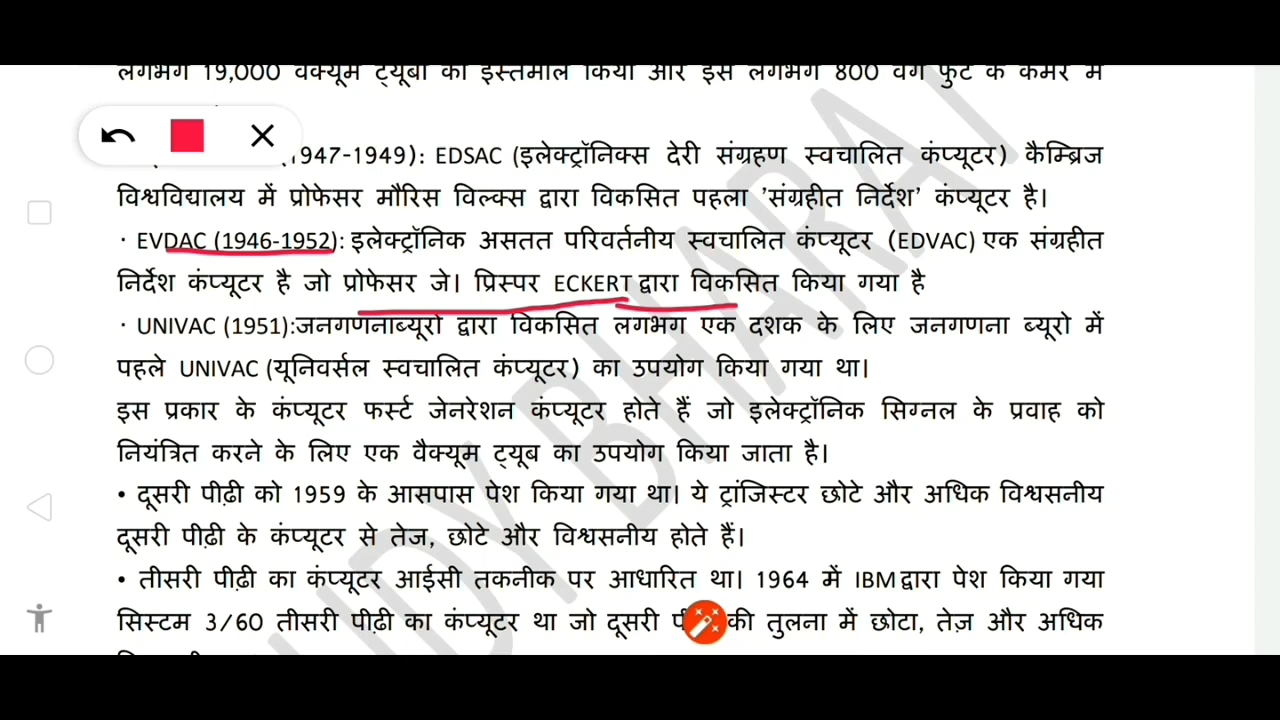 लगभग 19,000 वैक्यूम ट्यूबों का इस्तेमाल किया और इसे लगभग 800 वर्ग फुट के कमरे में
1947-1949): EDSAC (इलेक्ट्रॉनिक्स देरी संग्रहण स्वचालित कंप्यूटर) कैम्ब्रिज
विश्वविद्यालय में प्रोफेसर मौरिस विल्क्स द्वारा विकसित पहला 'संग्रहीत निर्देश' कंप्यूटर है।
· EVDAC (1946-1952): इलेक्ट्रॉनिक असतत परिवर्तनीय स्वचालित कंप्यूटर (EDVAC) एक संग्रहीत
निर्देश कंप्यूटर है जो प्रोफेसर जे। प्रिस्पर ECKERT द्वारा विकसित किया गया है
· UNIVAC (1951):जनगणनाब्यूरो द्वारा विकसित लगभग एक दशक के लिए जनगणना ब्यूरो में
पहले UNIVAC (यूनिवर्सल स्वचालित कंप्यूटर) का उपयोग किया गया था।
इस प्रकार के कंप्यूटर फर्स्ट जेनरेशन कंप्यूटर होते हैं जो इलेक्ट्रॉनिक सिग्नल के प्रवाह को
नियंत्रित करने के लिए एक वैक्यूम ट्यूब का उपयोग किया जाता है।
• दूसरी पीढ़ी को 1959 के आसपास पेश किया गया था। ये ट्रांजिस्टर छोटे और अधिक विश्वसनीय
दूसरी पीढ़ी के कंप्यूटर से तेज, छोटे और विश्वसनीय होते हैं।
• तीसरी पीढ़ी का कंप्यूटर आईसी तकनीक पर आधारित था। 1964 में IBM द्वारा पेश किया गया
सिस्टम 3/60 तीसरी पीढ़ी का कंप्यूटर था जो दूसरी की तुलना में छोटा, तेज़ और अधिक
UDY BHARAT